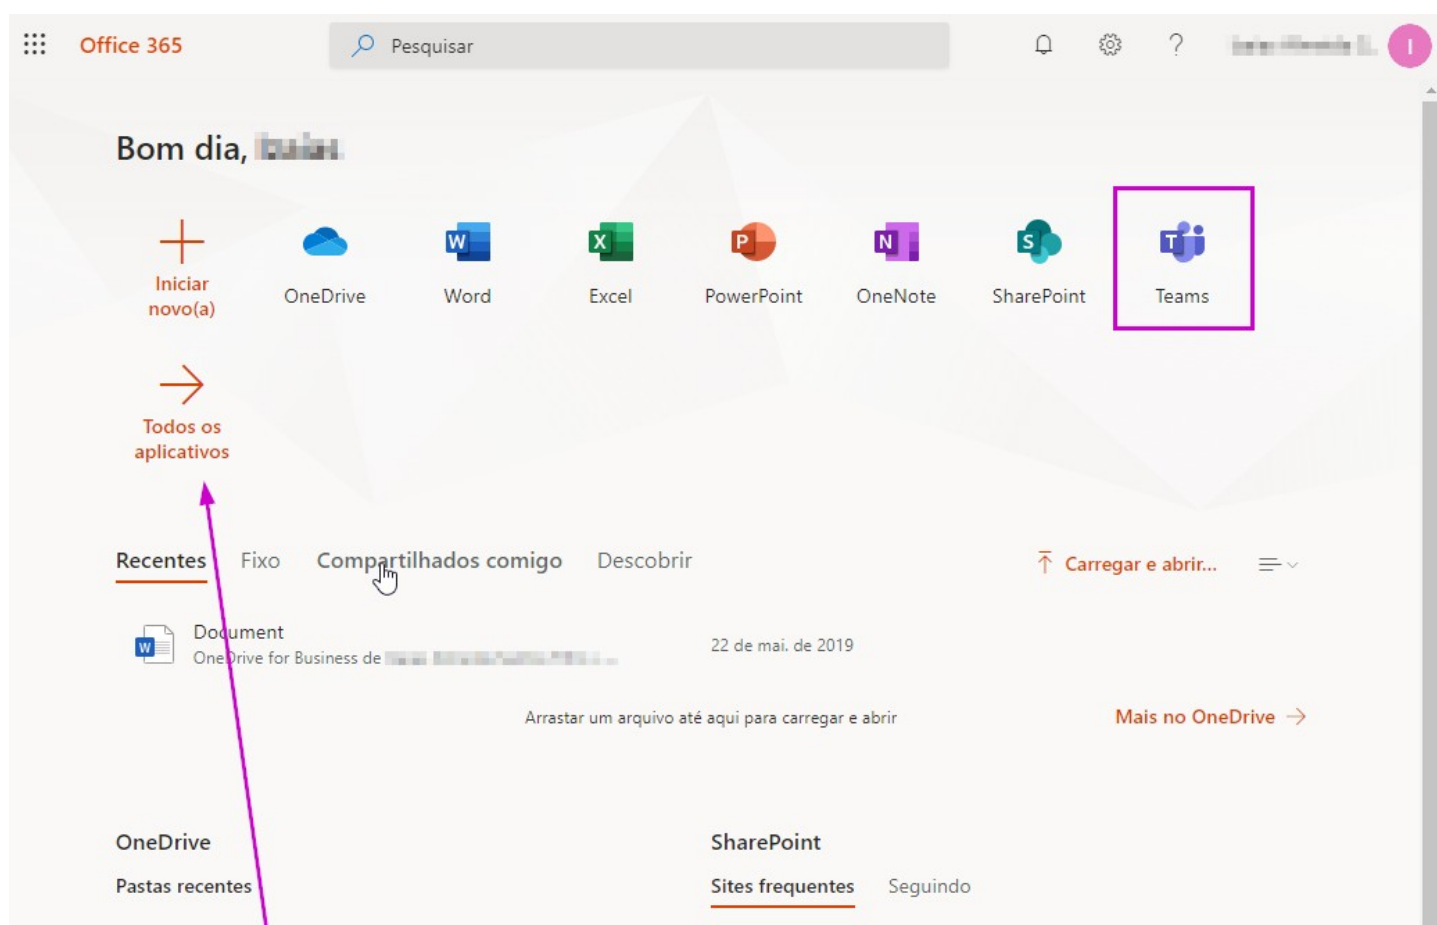 Office 365
Pesquisar
?
I
Bom dia,
Iniciar
novo(a)
OneDrive
Word
Excel
PowerPoint
OneNote
SharePoint
Teams
Todos os
aplicativos
Recentes Fixo Compartilhados comigo Descobrir
Carregar e abrir...
Document
OneDrive for Business de
22 de mai. de 2019
Arrastar um arquivo até aqui para carregar e abrir
Mais no OneDrive
OneDrive
Pastas recentes
SharePoint
Sites frequentes Seguindo